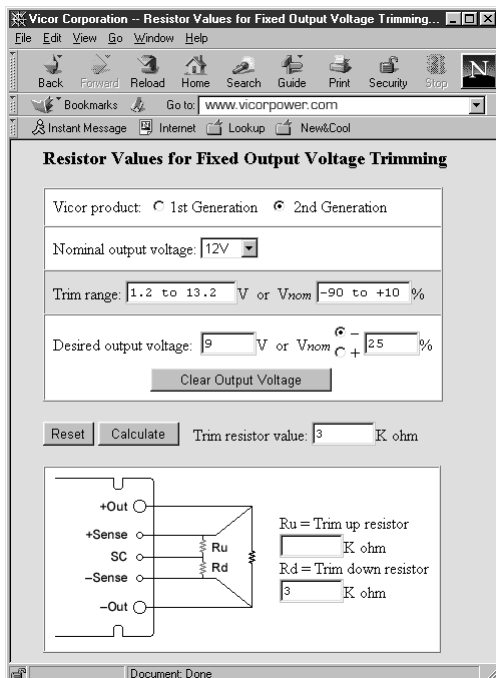 Vicor Corporation -- Resistor Values for Fixed Output Voltage Trimming...
File Edit View Go Window Help
Back Forward Reload Home Search Guide Print Security Stop N
Bookmarks Go to: www.vicorpower.com
Instant Message Internet Lookup New&Cool
Resistor Values for Fixed Output Voltage Trimming
Vicor product: 1st Generation 2nd Generation
Nominal output voltage: 12V
Trim range: 1.2 to 13.2 V or Vnom -90 to +10 %
Desired output voltage: 9 V or Vnom − + 25 %
Clear Output Voltage
Reset Calculate Trim resistor value: 3 K ohm
+Out
+Sense
SC
–Sense
–Out
Ru
Rd
Ru = Trim up resistor
K ohm
Rd = Trim down resistor
3 K ohm
Document: Done